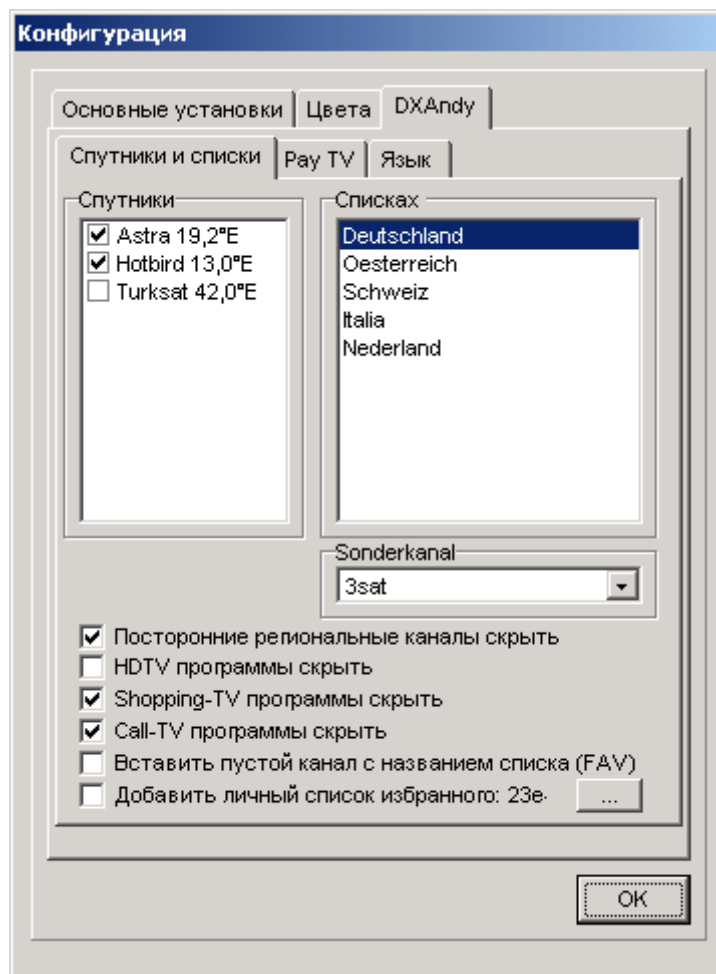 Конфигурация
Основные установки Цвета DXAndy
Спутники и списки Pay TV Язык
Спутники
Astra 19,2°E
Hotbird 13,0°E
Turksat 42,0°E
Списках
Deutschland
Oesterreich
Schweiz
Italia
Nederland
Sonderkanal
3sat
Посторонние региональные каналы скрыть
HDTV программы скрыть
Shopping-TV программы скрыть
Call-TV программы скрыть
Вставить пустой канал с названием списка (FAV)
Добавить личный список избранного: 23e- ...
OK